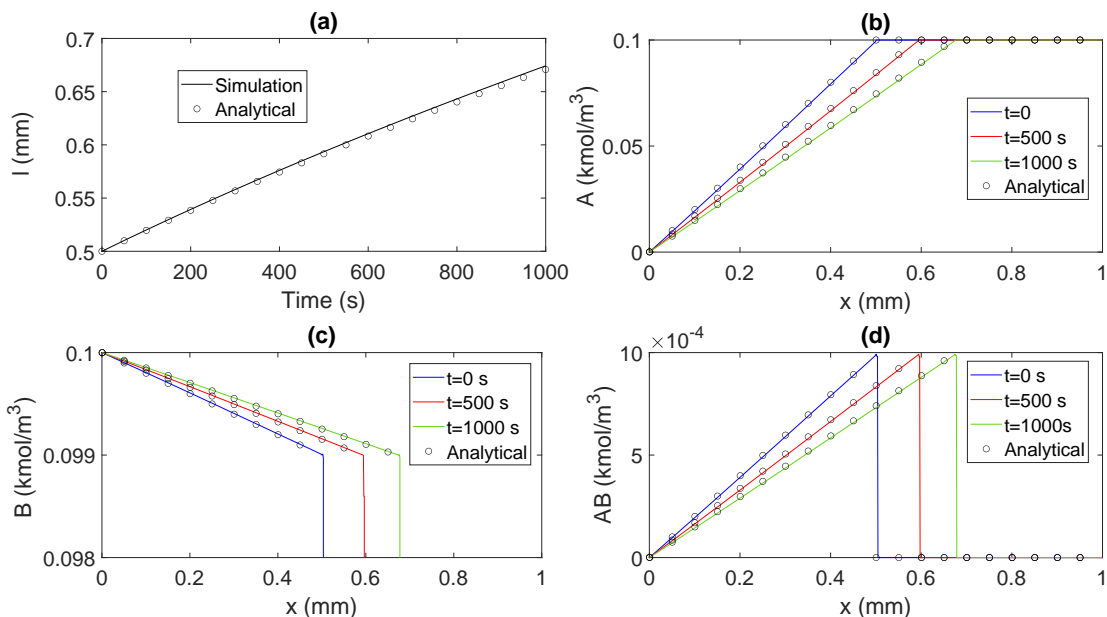 (a)
0.7
0.65
0.6
0.55
0.5
l (mm)
Simulation
Analytical
0 200 400 600 800 1000
Time (s)
(b)
0.1
0.05
0
A (kmol/m³)
t=0
t=500 s
t=1000 s
Analytical
0 0.2 0.4 0.6 0.8 1
x (mm)
(c)
0.1
0.099
0.098
B (kmol/m³)
t=0 s
t=500 s
t=1000 s
Analytical
0 0.2 0.4 0.6 0.8 1
x (mm)
(d)
×10⁻⁴
10
5
0
AB (kmol/m³)
t=0 s
t=500 s
t=1000s
Analytical
0 0.2 0.4 0.6 0.8 1
x (mm)